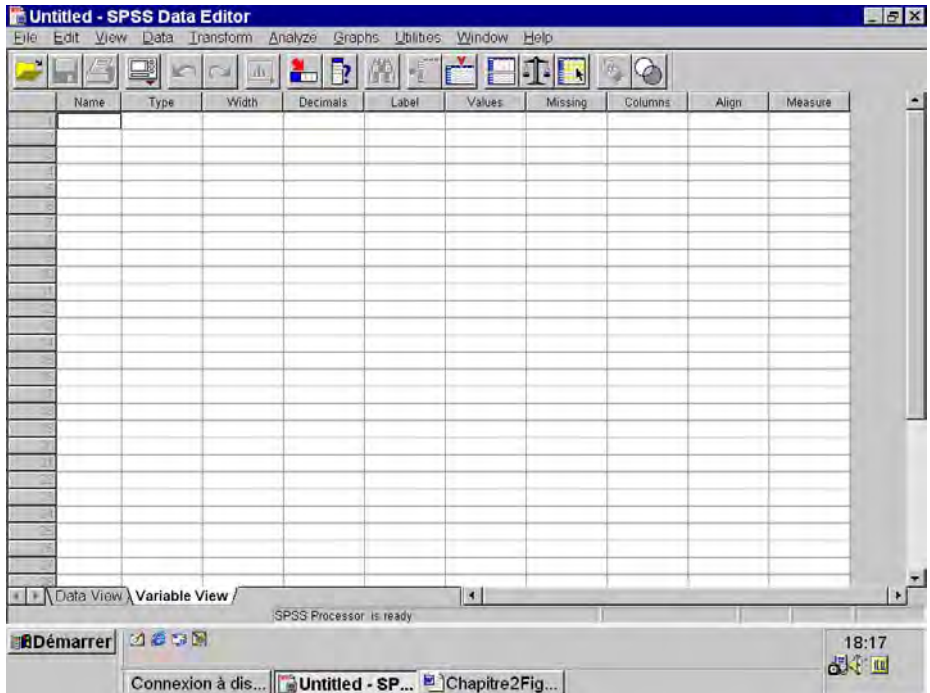 Untitled - SPSS Data Editor
File Edit View Data Transform Analyze Graphs Utilities Window Help
Name Type Width Decimals Label Values Missing Columns Align Measure
Data View Variable View
SPSS Processor is ready
Démarrer 18:17
Connexion à dis... Untitled - SP... Chapitre2Fig...